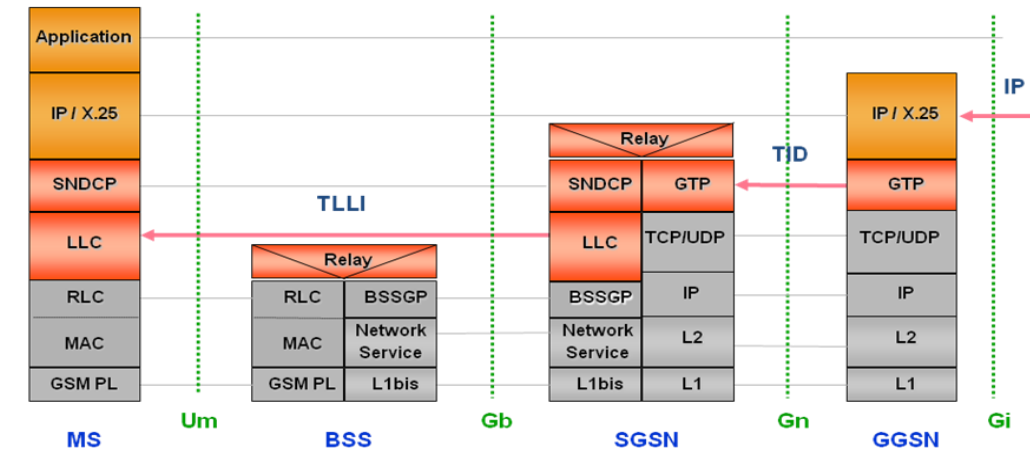 Application
IP / X.25
SNDCP
LLC
RLC
MAC
GSM PL
MS
Um
TLLI
Relay
RLC
BSSGP
MAC
Network
Service
GSM PL
L1bis
BSS
Gb
Relay
SNDCP
GTP
LLC
TCP/UDP
BSSGP
IP
Network
Service
L2
L1bis
L1
SGSN
TID
Gn
IP / X.25
GTP
TCP/UDP
IP
L2
L1
GGSN
IP
Gi